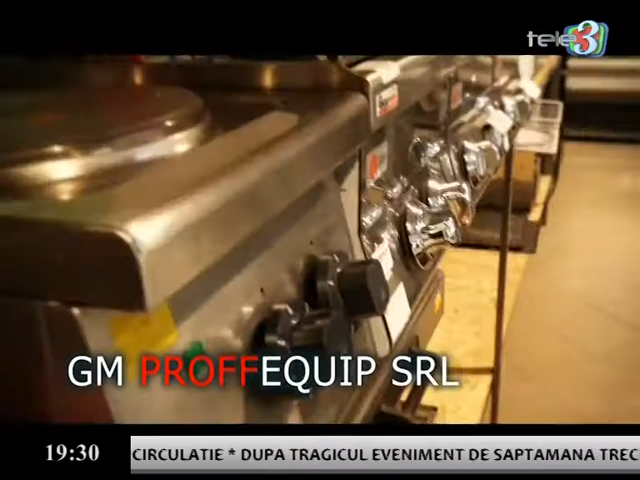 tele3
GM PROFFEQUIP SRL
19:30 CIRCULATIE * DUPA TRAGICUL EVENIMENT DE SAPTAMANA TREC